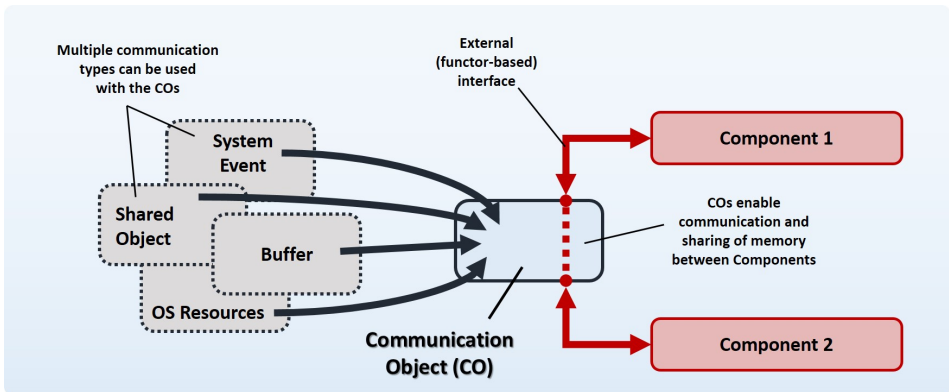 Multiple communication
types can be used
with the COs
System
Event
Shared
Object
Buffer
OS Resources
External
(functor-based)
interface
Communication
Object (CO)
Component 1
COs enable
communication and
sharing of memory
between Components
Component 2